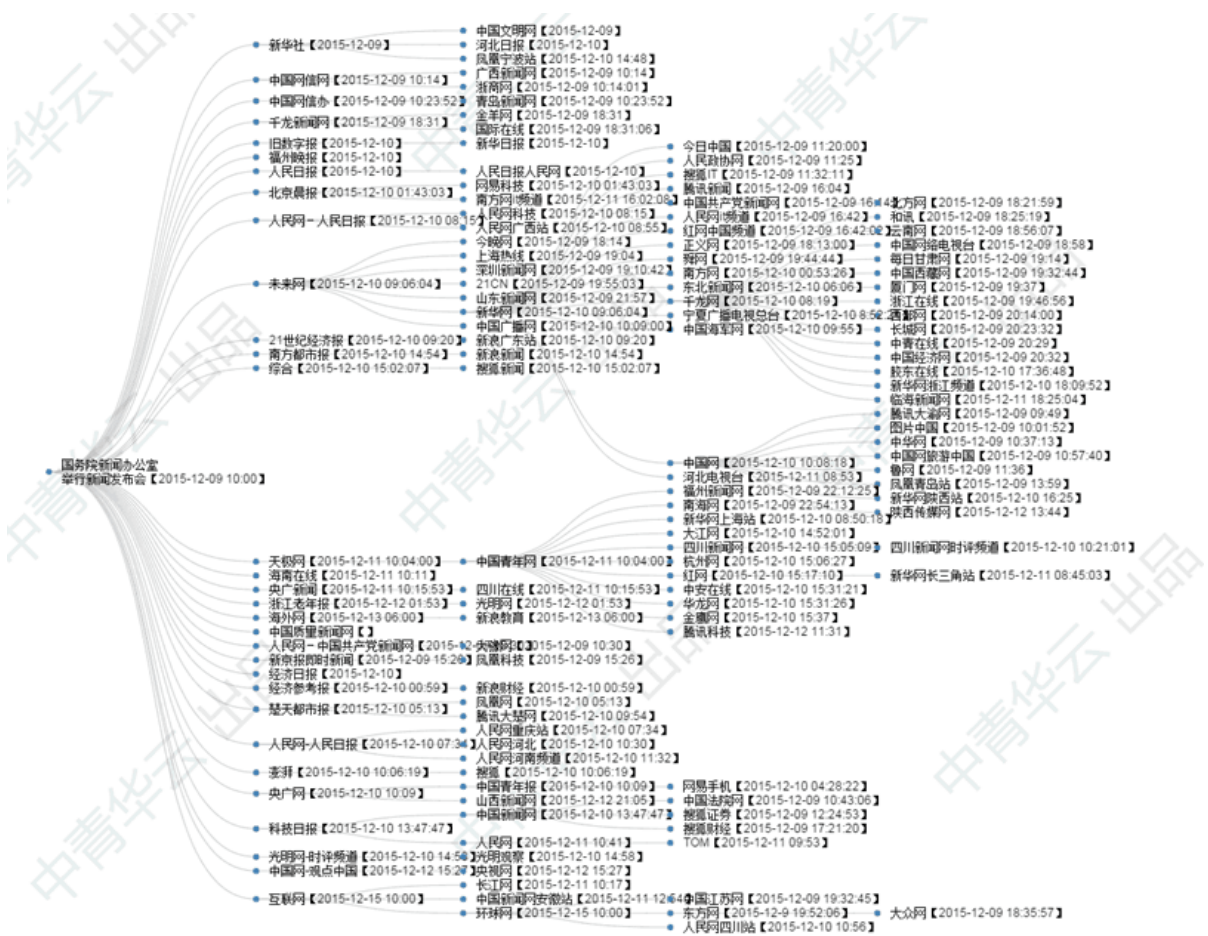 国务院新闻办公室
举行新闻发布会【2015-12-09 10:00】
新华社【2015-12-09】
中国网信网【2015-12-09 10:14】
中国网信办【2015-12-09 10:23:52】
千龙新闻网【2015-12-09 18:31】
旧数字报【2015-12-10】
福州晚报【2015-12-10】
人民日报【2015-12-10】
北京晨报【2015-12-10 01:43:03】
人民网－人民日报【2015-12-10 08:15】
未来网【2015-12-10 09:06:04】
21世纪经济报【2015-12-10 09:20】
南方都市报【2015-12-10 14:54】
综合【2015-12-10 15:02:07】
天极网【2015-12-11 10:04:00】
海南在线【2015-12-11 10:11】
央广新闻【2015-12-11 10:15:53】
浙江老年报【2015-12-12 01:53】
海外网【2015-12-13 06:00】
中国质量新闻网【】
人民网－中国共产党新闻网
新京报即时新闻【2015-12-09 15:26】
经济日报【2015-12-10】
经济参考报【2015-12-10 00:59】
楚天都市报【2015-12-10 05:13】
人民网-人民日报【2015-12-10 07:34】
澎湃【2015-12-10 10:06:19】
央广网【2015-12-10 10:09】
科技日报【2015-12-10 13:47:47】
光明网-时评频道【2015-12-10 14:58】
中国网-观点中国【2015-12-12 15:27】
互联网【2015-12-15 10:00】
中国文明网【2015-12-09】
河北日报【2015-12-10】
凤凰宁波站【2015-12-10 14:48】
广西新闻网【2015-12-09 10:14】
浙商网【2015-12-09 10:14:01】
青岛新闻网【2015-12-09 10:23:52】
金羊网【2015-12-09 18:31】
国际在线【2015-12-09 18:31:06】
新华日报【2015-12-10】
人民日报人民网【2015-12-10】
网易科技【2015-12-10 01:43:03】
南方网it频道【2015-12-11 16:02:08】
人民网科技【2015-12-10 08:15】
人民网广西站【2015-12-10 08:55】
今晚网【2015-12-09 18:14】
上海热线【2015-12-09 19:04】
深圳新闻网【2015-12-09 19:10:42】
21CN【2015-12-09 19:55:03】
山东新闻网【2015-12-09 21:57】
新华网【2015-12-10 09:06:04】
中国广播网【2015-12-10 10:09:00】
新浪广东站【2015-12-10 09:20】
新浪新闻【2015-12-10 14:54】
搜狐新闻【2015-12-10 15:02:07】
中国青年网【2015-12-11 10:04:00】
四川在线【2015-12-11 10:15:53】
光明网【2015-12-12 01:53】
新浪教育【2015-12-13 06:00】
【2015-12-09 10:30】
凤凰科技【2015-12-09 15:26】
新浪财经【2015-12-10 00:59】
凤凰网【2015-12-10 05:13】
腾讯大楚网【2015-12-10 09:54】
人民网重庆站【2015-12-10 07:34】
人民网河北【2015-12-10 10:30】
人民网河南频道【2015-12-10 11:32】
搜狐【2015-12-10 10:06:19】
中国青年报【2015-12-10 10:09】
山西新闻网【2015-12-12 21:05】
中国新闻网【2015-12-10 13:47:47】
人民网【2015-12-11 10:41】
光明观察【2015-12-10 14:58】
央视网【2015-12-12 15:27】
长江网【2015-12-11 10:17】
中国新闻网安徽站【2015-12-11 12:54
环球网【2015-12-15 10:00】
今日中国【2015-12-09 11:20:00】
人民政协网【2015-12-09 11:25】
搜狐IT【2015-12-09 11:32:11】
腾讯新闻【2015-12-09 16:04】
中国共产党新闻网【2015-12-09 16:14
人民网it频道【2015-12-09 16:42】
红网中国频道【2015-12-09 16:42:02】
正义网【2015-12-09 18:13:00】
舜网【2015-12-09 19:44:44】
南方网【2015-12-10 00:53:26】
东北新闻网【2015-12-10 06:06】
千龙网【2015-12-10 08:19】
宁夏广播电视总台【2015-12-10 8:52:
中国海军网【2015-12-10 09:55】
中国网【2015-12-10 10:08:18】
河北电视台【2015-12-11 08:53】
福州新闻网【2015-12-09 22:12:25】
南海网【2015-12-09 22:54:13】
新华网上海站【2015-12-10 08:50:18】
大江网【2015-12-10 14:52:01】
四川新闻网【2015-12-10 15:05:09】
杭州网【2015-12-10 15:06:27】
红网【2015-12-10 15:17:10】
中安在线【2015-12-10 15:31:21】
华龙网【2015-12-10 15:31:26】
金鹰网【2015-12-10 15:37】
腾讯科技【2015-12-12 11:31】
网易手机【2015-12-10 04:28:22】
中国法院网【2015-12-09 10:43:06】
搜狐证券【2015-12-09 12:24:53】
搜狐财经【2015-12-09 17:21:20】
TOM【2015-12-11 09:53】
中国江苏网【2015-12-09 19:32:45】
东方网【2015-12-9 19:52:06】
人民网四川站【2015-12-10 10:56】
北方网【2015-12-09 18:21:59】
和讯【2015-12-09 18:25:19】
云南网【2015-12-09 18:56:07】
中国网络电视台【2015-12-09 18:58】
每日甘肃网【2015-12-09 19:14】
中国西藏网【2015-12-09 19:32:44】
厦门网【2015-12-09 19:37】
浙江在线【2015-12-09 19:46:56】
西部网【2015-12-09 20:14:00】
长城网【2015-12-09 20:23:32】
中青在线【2015-12-09 20:29】
中国经济网【2015-12-09 20:32】
胶东在线【2015-12-10 17:36:48】
新华网浙江频道【2015-12-10 18:09:52】
临海新闻网【2015-12-11 18:25:04】
腾讯大渝网【2015-12-09 09:49】
图片中国【2015-12-09 10:01:52】
中华网【2015-12-09 10:37:13】
中国网旅游中国【2015-12-09 10:57:40】
鲁网【2015-12-09 11:36】
凤凰青岛站【2015-12-09 13:59】
新华网陕西站【2015-12-10 16:25】
陕西传媒网【2015-12-12 13:44】
四川新闻网时评频道【2015-12-10 10:21:01】
新华网长三角站【2015-12-11 08:45:03】
大众网【2015-12-09 18:35:57】
中青华云 出品